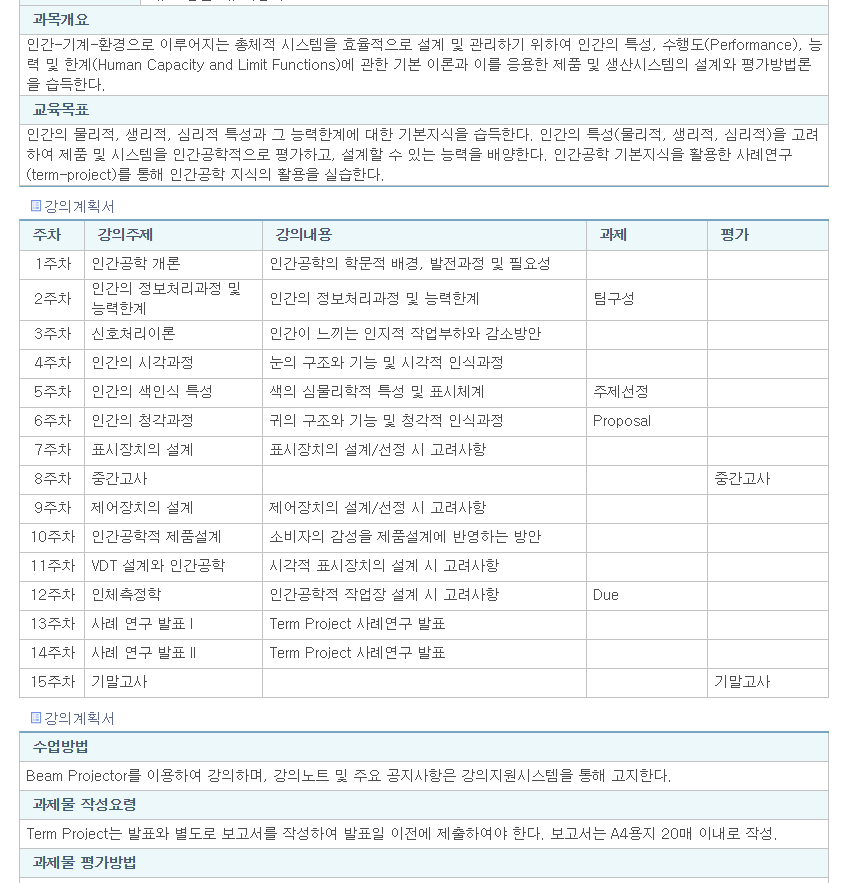 과목개요
인간-기계-환경으로 이루어지는 총체적 시스템을 효율적으로 설계 및 관리하기 위하여 인간의 특성, 수행도(Performance), 능
력 및 한계(Human Capacity and Limit Functions)에 관한 기본 이론과 이를 응용한 제품 및 생산시스템의 설계와 평가방법론
을 습득한다.
교육목표
인간의 물리적, 생리적, 심리적 특성과 그 능력한계에 대한 기본지식을 습득한다. 인간의 특성(물리적, 생리적, 심리적)을 고려
하여 제품 및 시스템을 인간공학적으로 평가하고, 설계할 수 있는 능력을 배양한다. 인간공학 기본지식을 활용한 사례연구
(term-project)를 통해 인간공학 지식의 활용을 실습한다.
강의계획서
주차 강의주제 강의내용 과제 평가
1주차 인간공학 개론 인간공학의 학문적 배경, 발전과정 및 필요성
2주차 인간의 정보처리과정 및 인간의 정보처리과정 및 능력한계 팀구성
능력한계
3주차 신호처리이론 인간이 느끼는 인지적 작업부하와 감소방안
4주차 인간의 시각과정 눈의 구조와 기능 및 시각적 인식과정
5주차 인간의 색인식 특성 색의 심물리학적 특성 및 표시체계 주제선정
6주차 인간의 청각과정 귀의 구조와 기능 및 청각적 인식과정 Proposal
7주차 표시장치의 설계 표시장치의 설계/선정 시 고려사항
8주차 중간고사 중간고사
9주차 제어장치의 설계 제어장치의 설계/선정 시 고려사항
10주차 인간공학적 제품설계 소비자의 감성을 제품설계에 반영하는 방안
11주차 VDT 설계와 인간공학 시각적 표시장치의 설계 시 고려사항
12주차 인체측정학 인간공학적 작업장 설계 시 고려사항 Due
13주차 사례 연구 발표 I Term Project 사례연구 발표
14주차 사례 연구 발표 II Term Project 사례연구 발표
15주차 기말고사 기말고사
강의계획서
수업방법
Beam Projector를 이용하여 강의하며, 강의노트 및 주요 공지사항은 강의지원시스템을 통해 고지한다.
과제물 작성요령
Term Project는 발표와 별도로 보고서를 작성하여 발표일 이전에 제출하여야 한다. 보고서는 A4용지 20매 이내로 작성.
과제물 평가방법